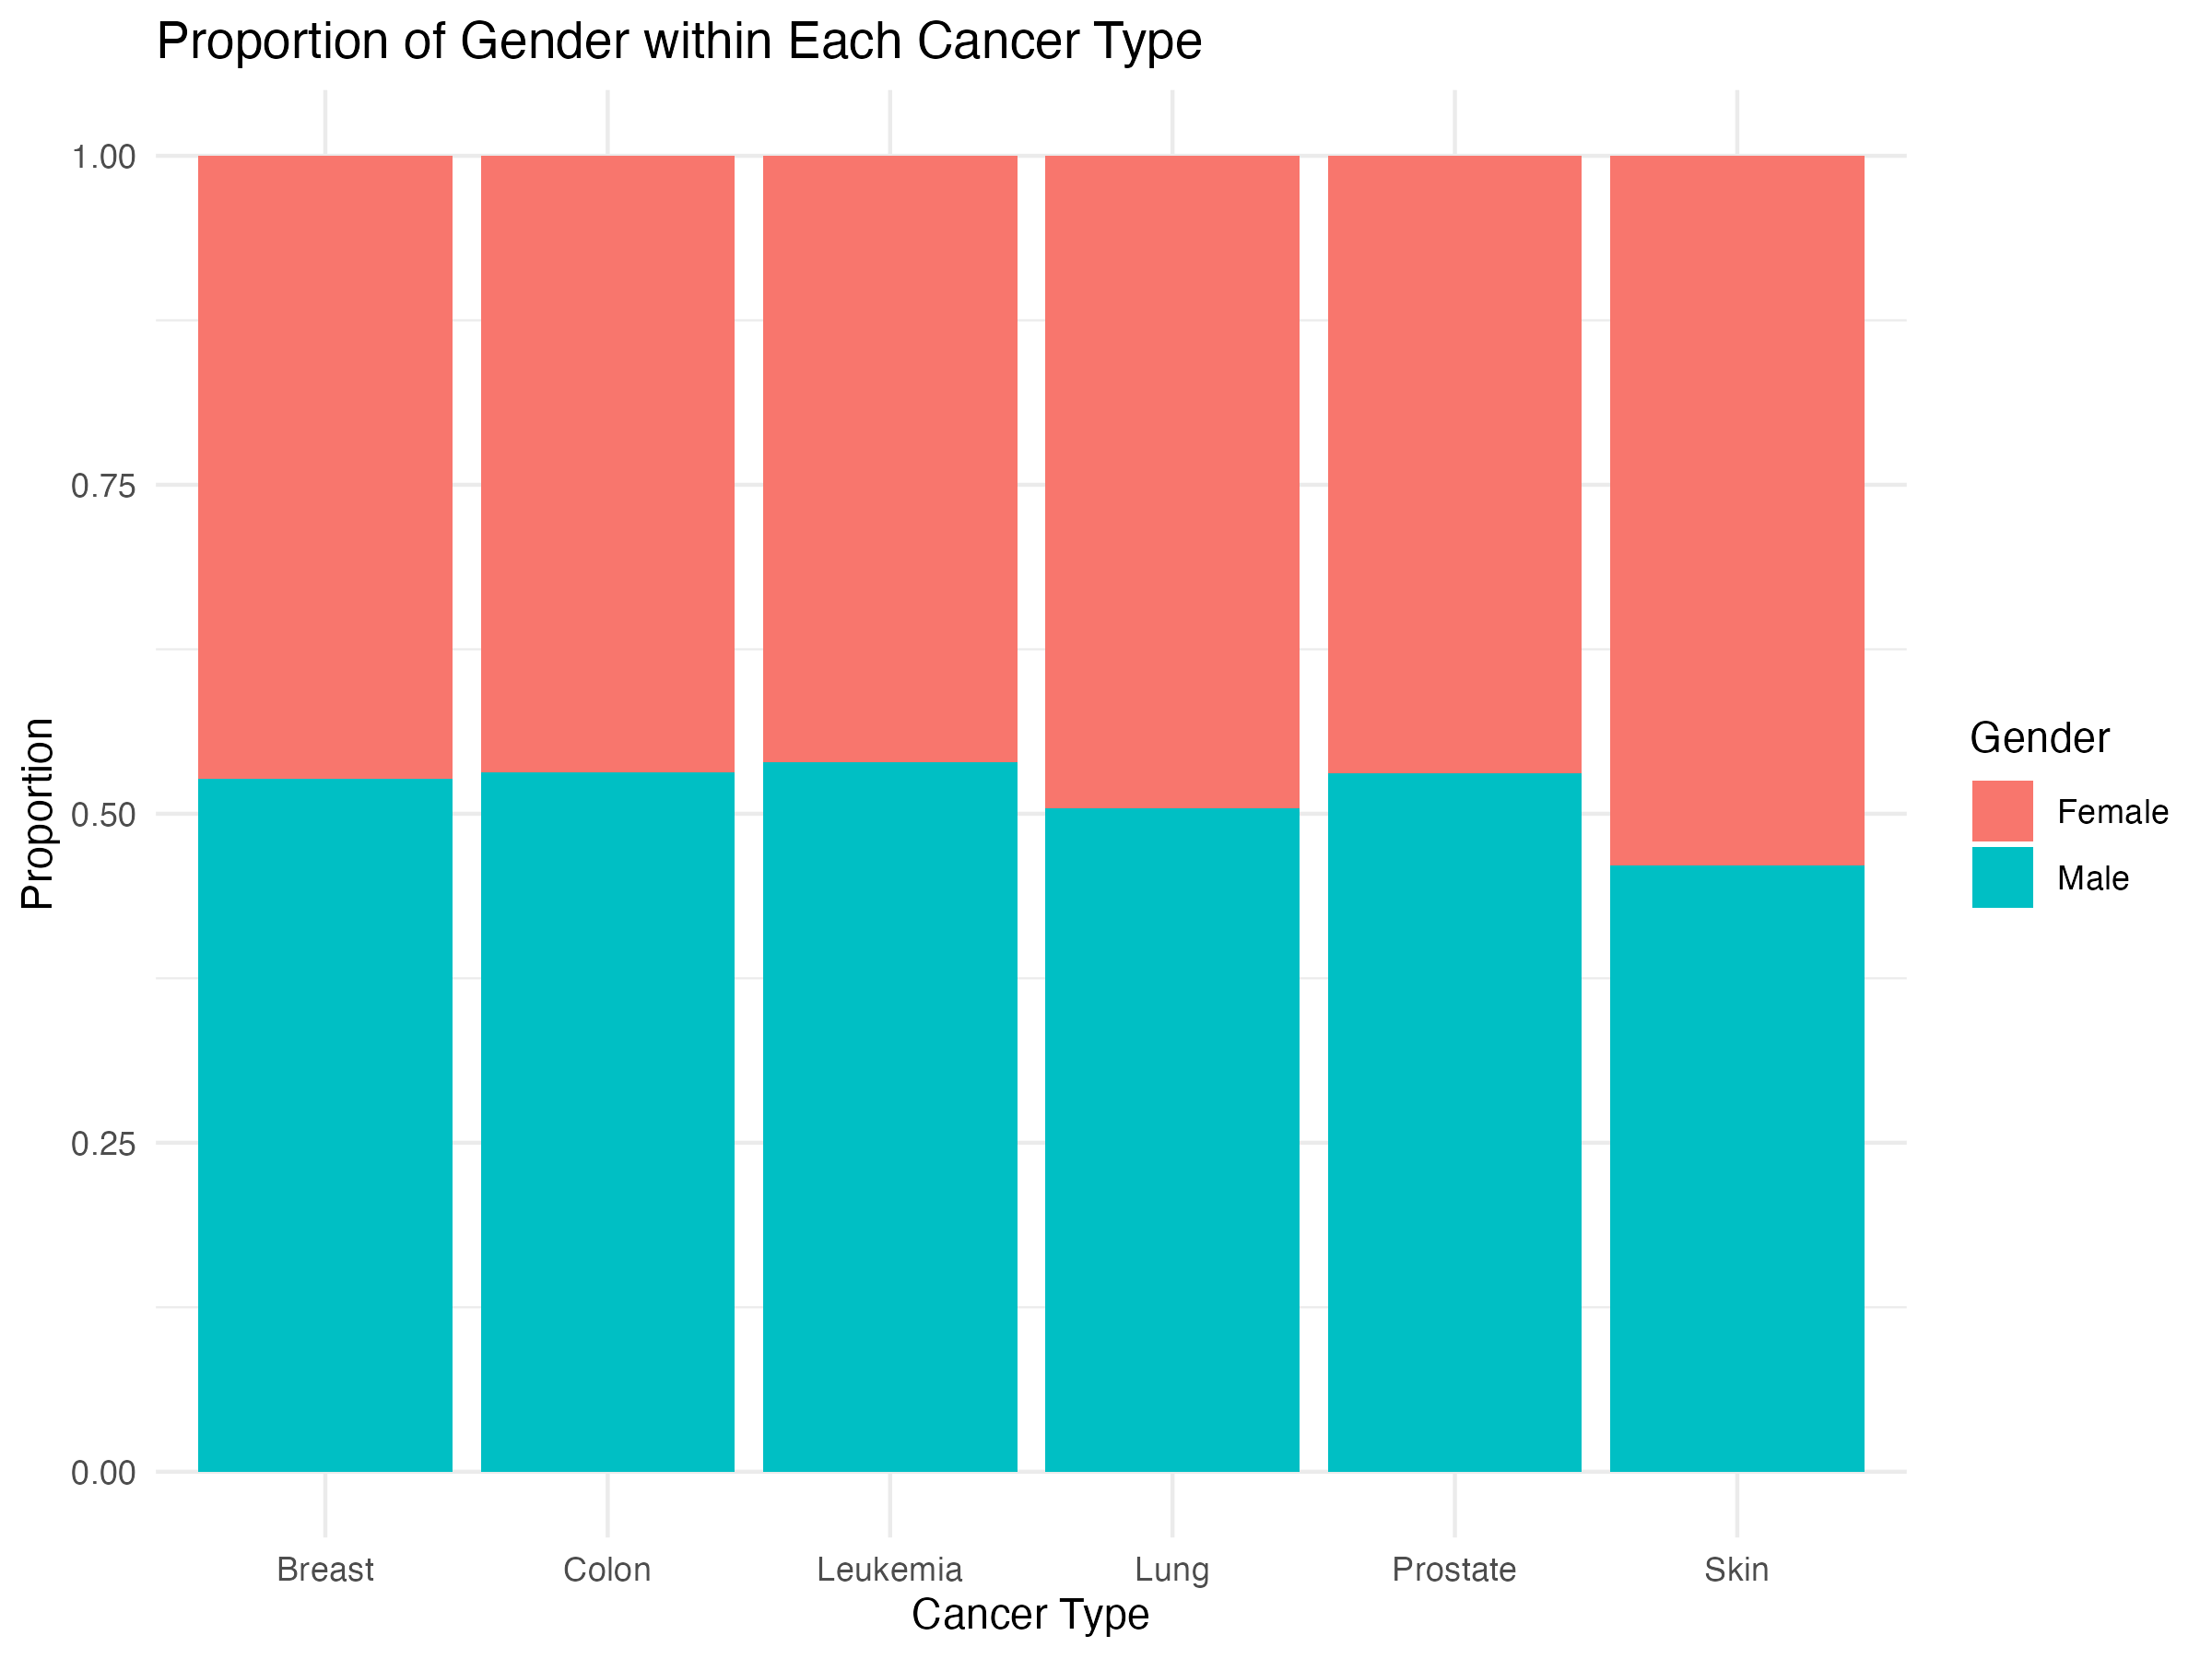 Proportion of Gender within Each Cancer Type
Proportion
1.00
0.75
0.50
0.25
0.00
Breast Colon Leukemia Lung Prostate Skin
Cancer Type
Gender
Female
Male